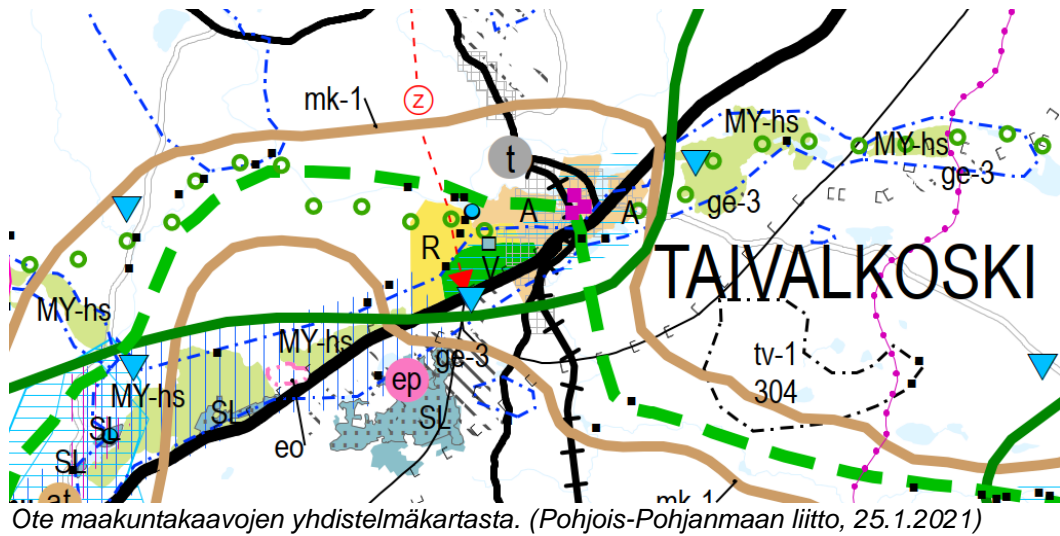 mk-1
z
t
MY-hs
MY-hs
ge-3
ge-3
A
A
R
V
TAIVALKOSKI
MY-hs
MY-hs
ge-3
tv-1
304
MY-hs
ep
SL
SL
SL
eo
SL
at
mk-1
Ote maakuntakaavojen yhdistelmäkartasta. (Pohjois-Pohjanmaan liitto, 25.1.2021)